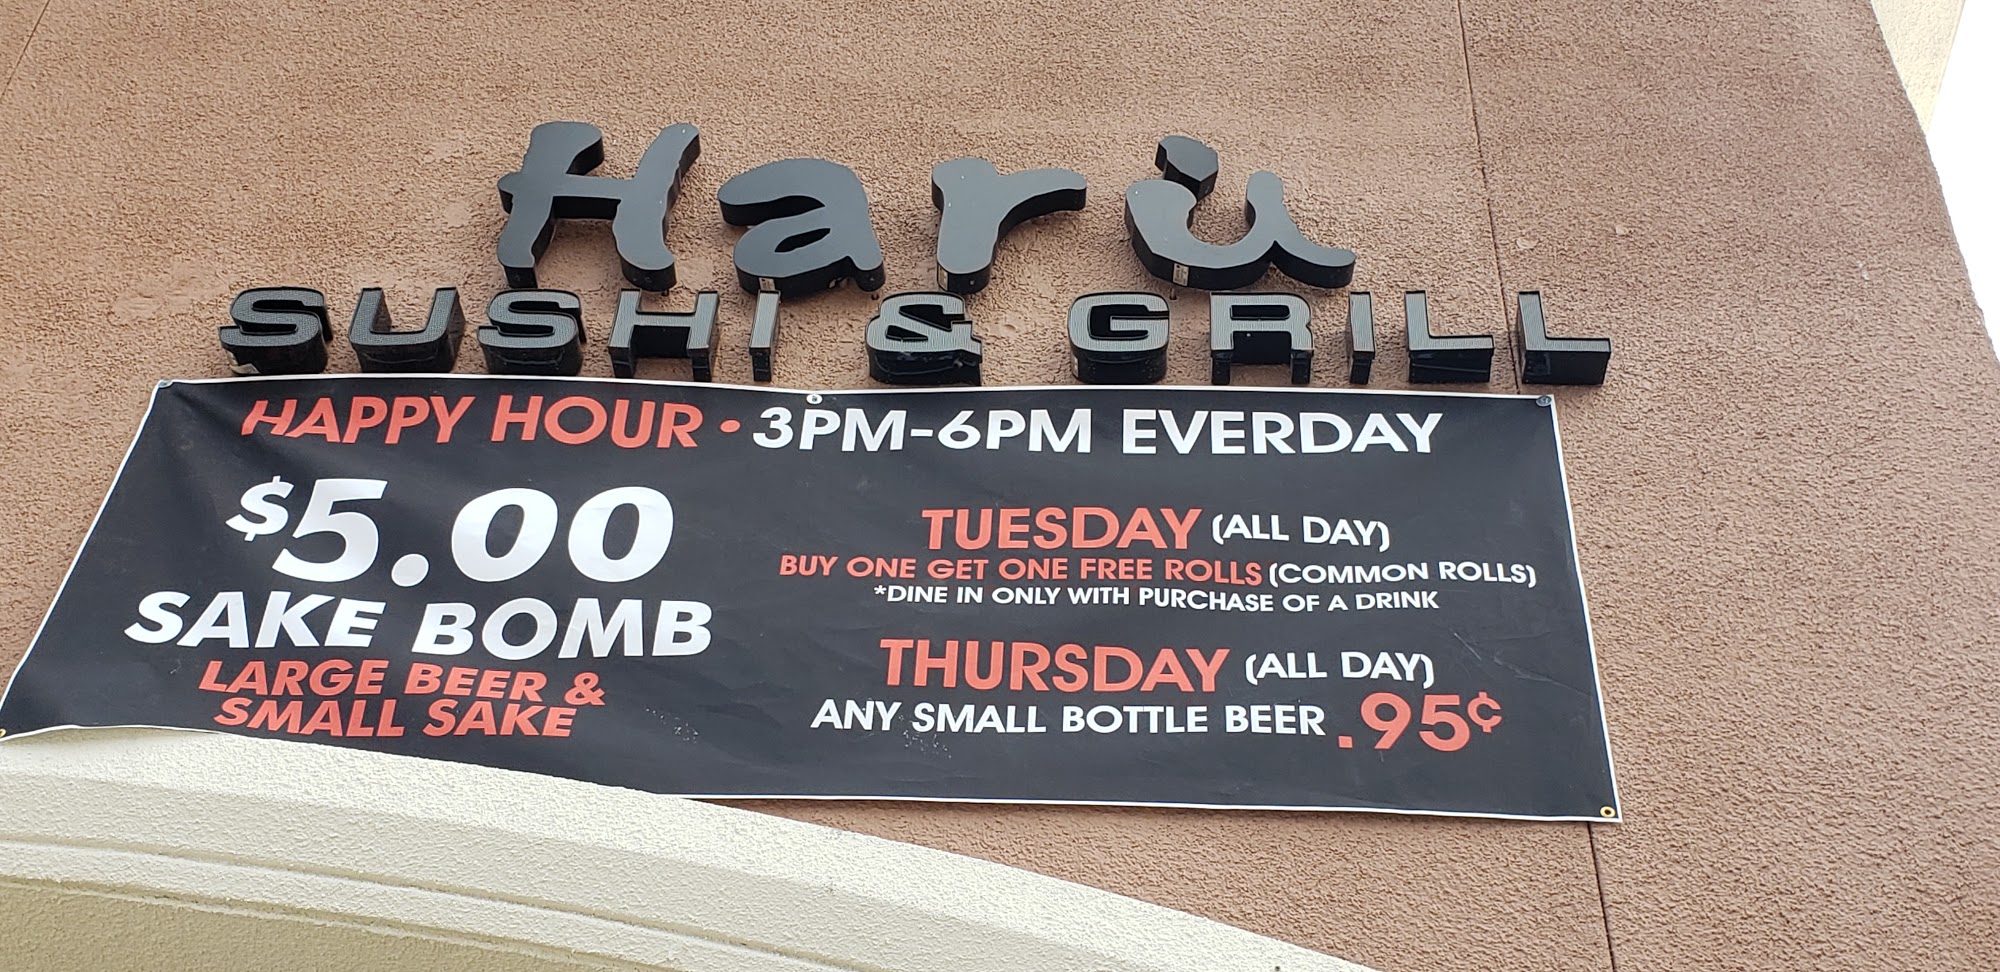 Haru
SUSHI & GRILL
HAPPY HOUR • 3PM-6PM EVERDAY
$5.00
SAKE BOMB
LARGE BEER &
SMALL SAKE
TUESDAY (ALL DAY)
BUY ONE GET ONE FREE ROLLS (COMMON ROLLS)
*DINE IN ONLY WITH PURCHASE OF A DRINK
THURSDAY (ALL DAY)
ANY SMALL BOTTLE BEER .95¢